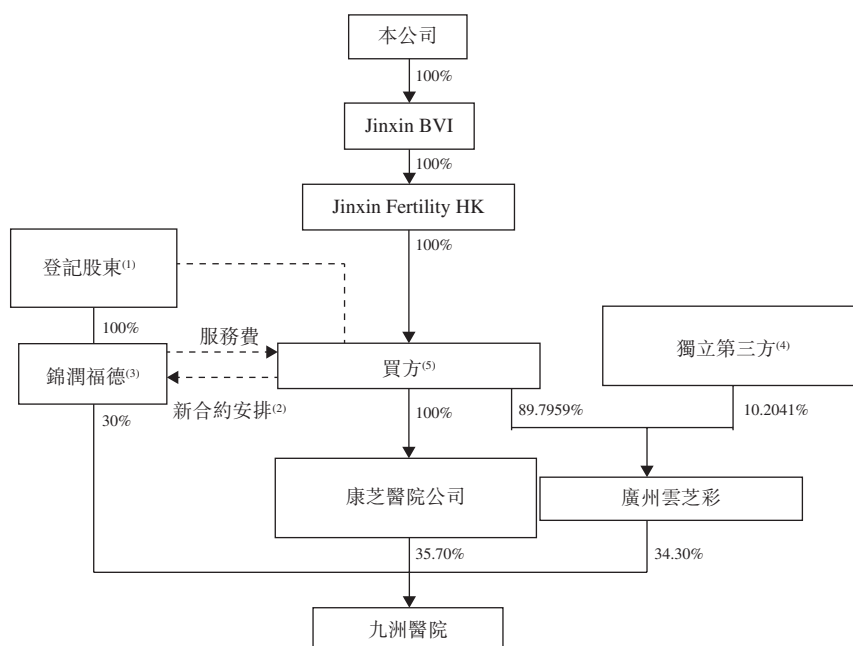 本公司
100%
Jinxin BVI
100%
Jinxin Fertility HK
100%
登記股東(1)
100%
服務費
獨立第三方(4)
錦潤福德(3)
買方(5)
新合約安排(2)
30%
100%
89.7959%
10.2041%
康芝醫院公司
廣州雲芝彩
35.70%
34.30%
九洲醫院